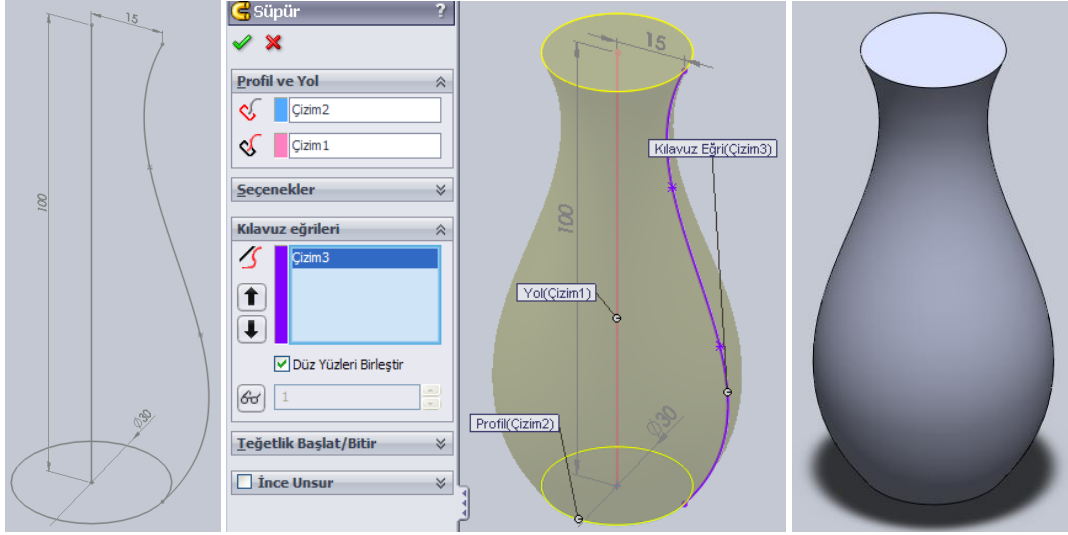 15
100
Ø30
Süpür ?
Profil ve Yol
Çizim2
Çizim1
Seçenekler
Kılavuz eğrileri
Çizim3
Düz Yüzleri Birleştir
1
Teğetlik Başlat/Bitir
İnce Unsur
15
Kılavuz Eğri(Çizim3)
100
Yol(Çizim1)
Ø30
Profil(Çizim2)